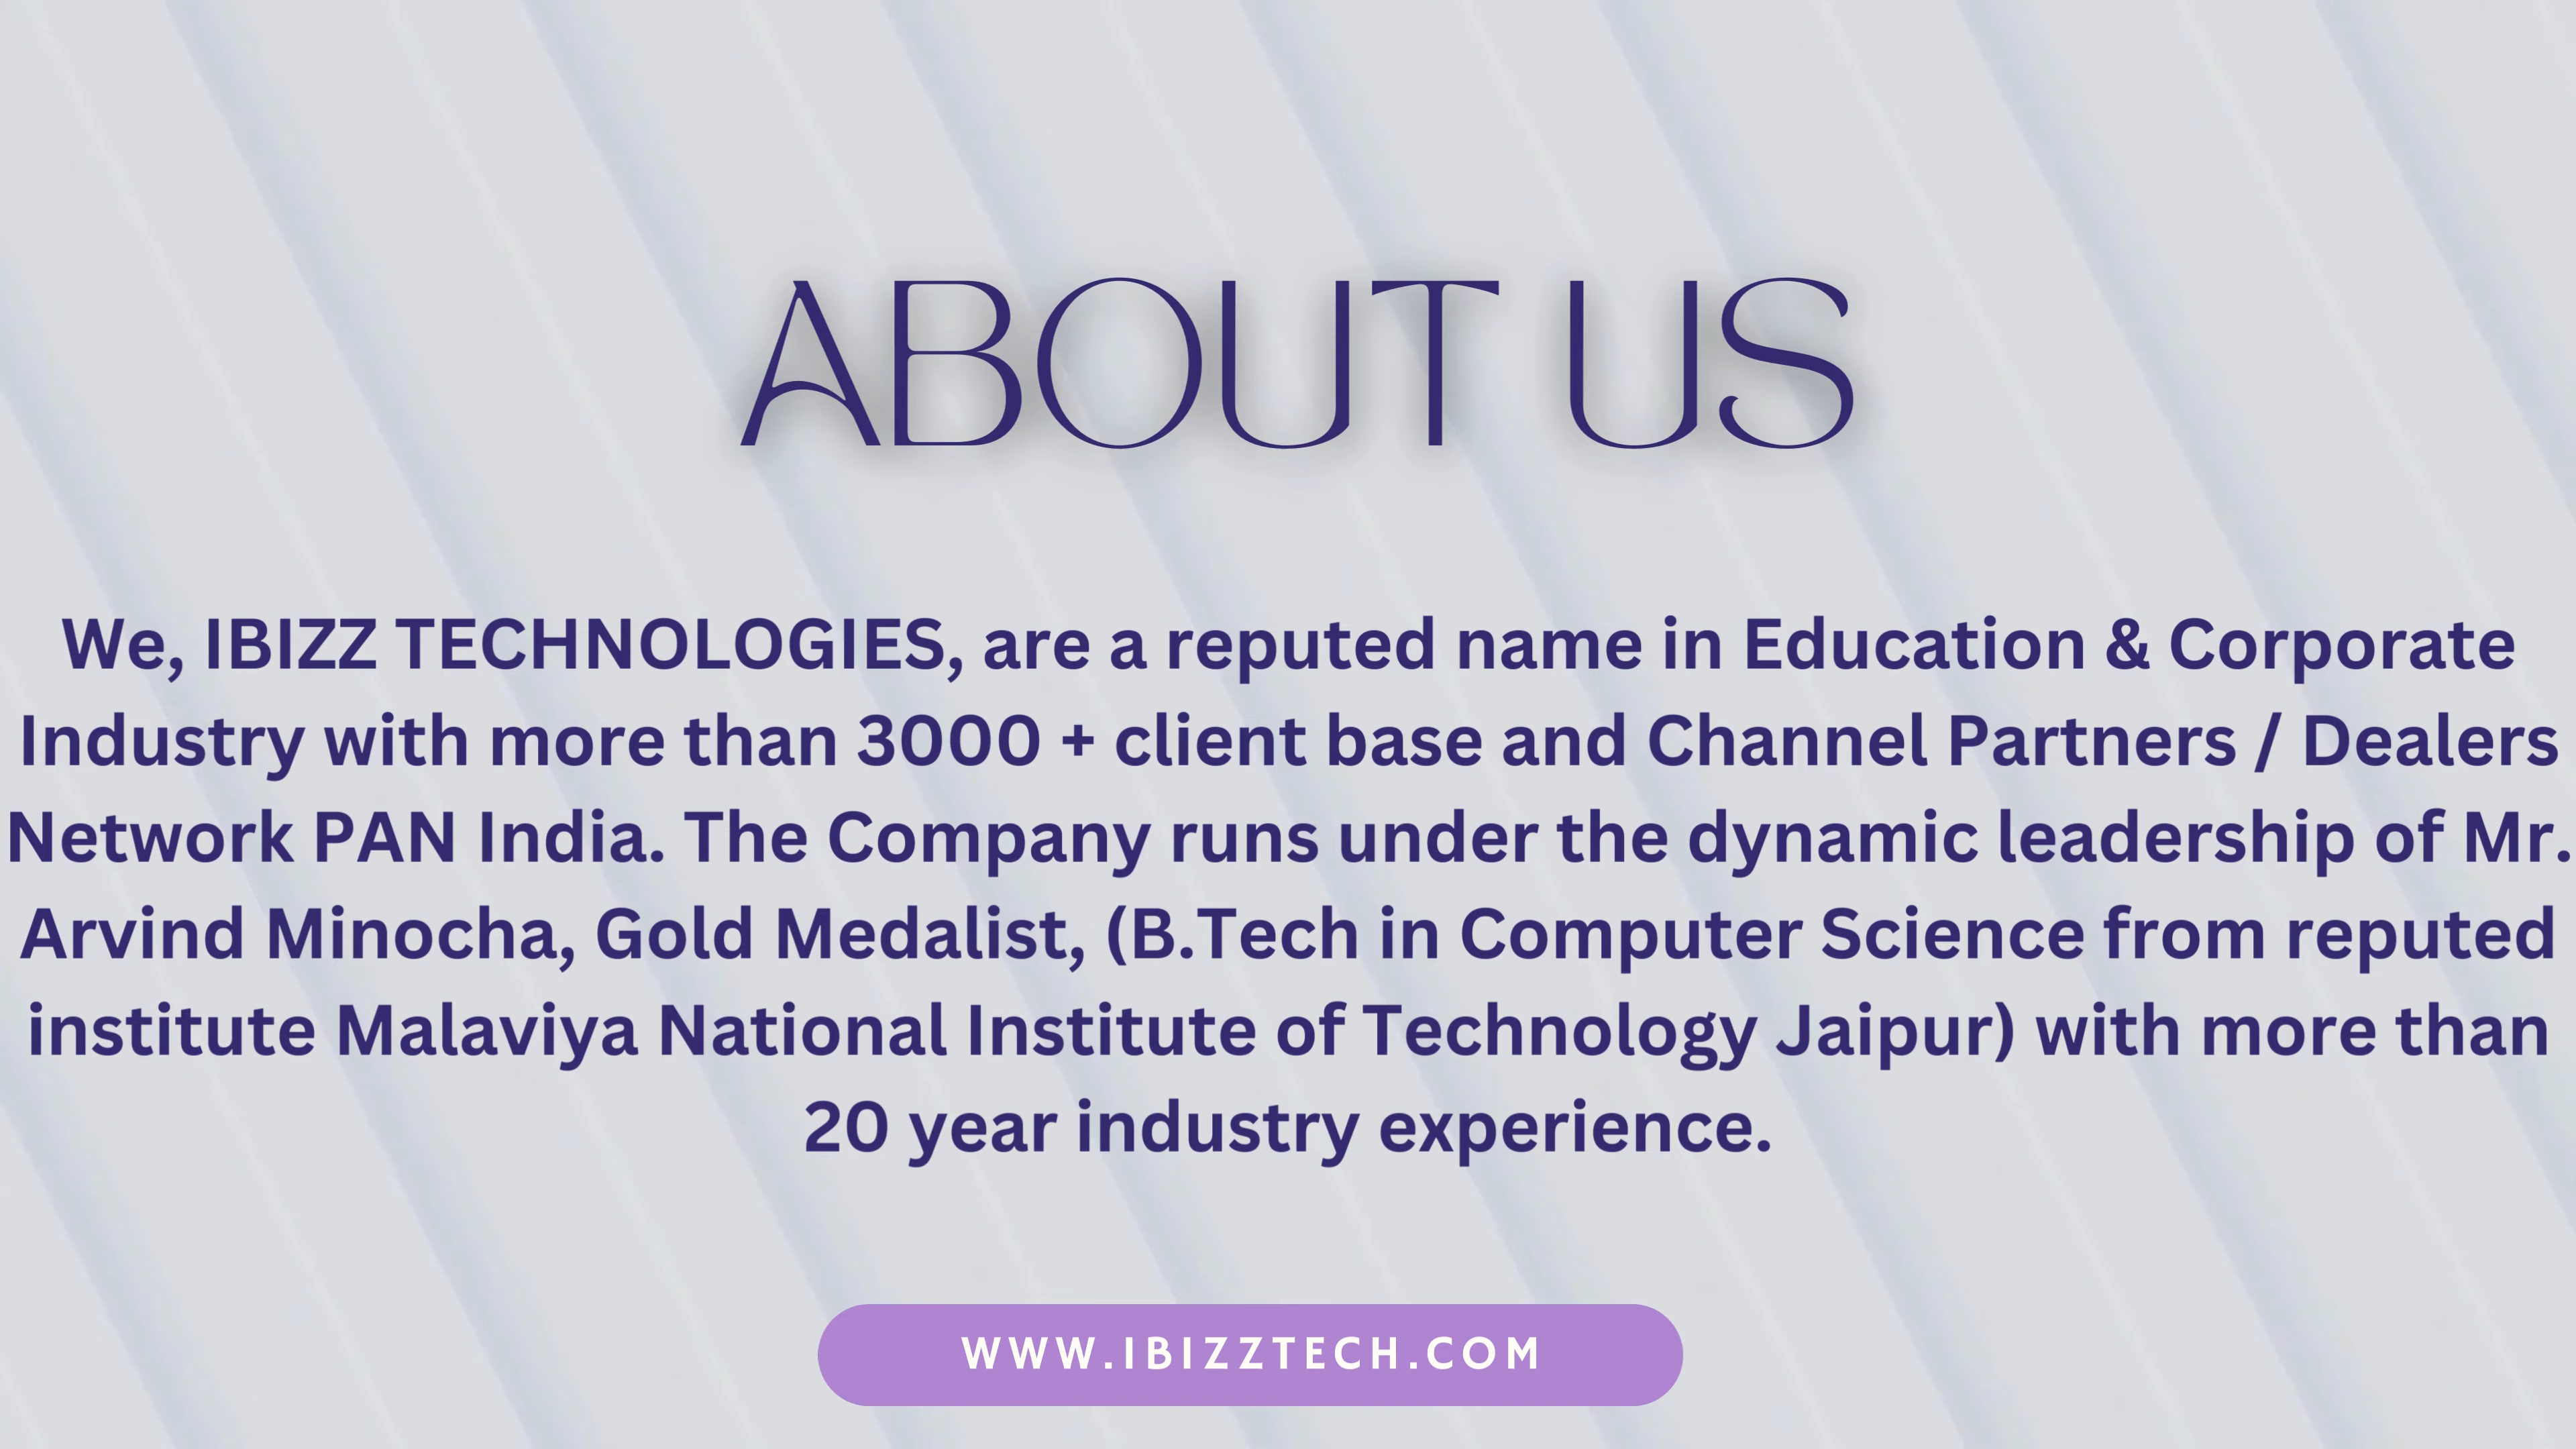 ABOUT US
We, IBIZZ TECHNOLOGIES, are a reputed name in Education & Corporate
Industry with more than 3000 + client base and Channel Partners / Dealers
Network PAN India. The Company runs under the dynamic leadership of Mr.
Arvind Minocha, Gold Medalist, (B.Tech in Computer Science from reputed
institute Malaviya National Institute of Technology Jaipur) with more than
20 year industry experience.
WWW.IBIZZTECH.COM